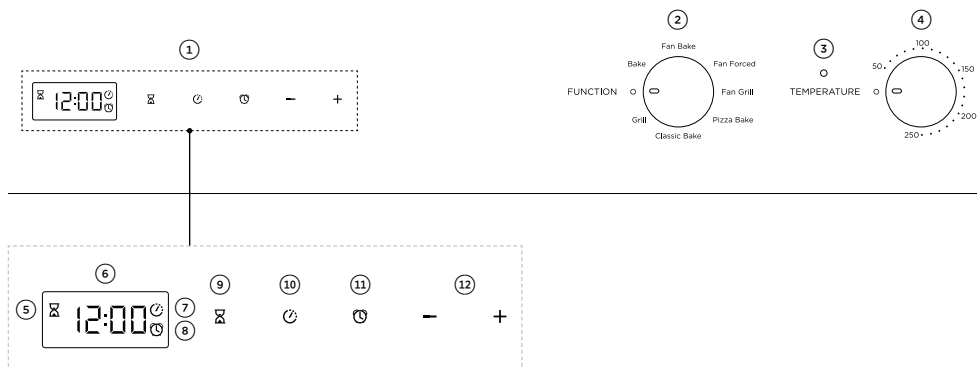 1
12:00
2
Fan Bake
Bake
Fan Forced
FUNCTION
Fan Grill
Grill
Pizza Bake
Classic Bake
3
TEMPERATURE
4
100
50
150
200
250
5
6
12:00
7
8
9
10
11
12